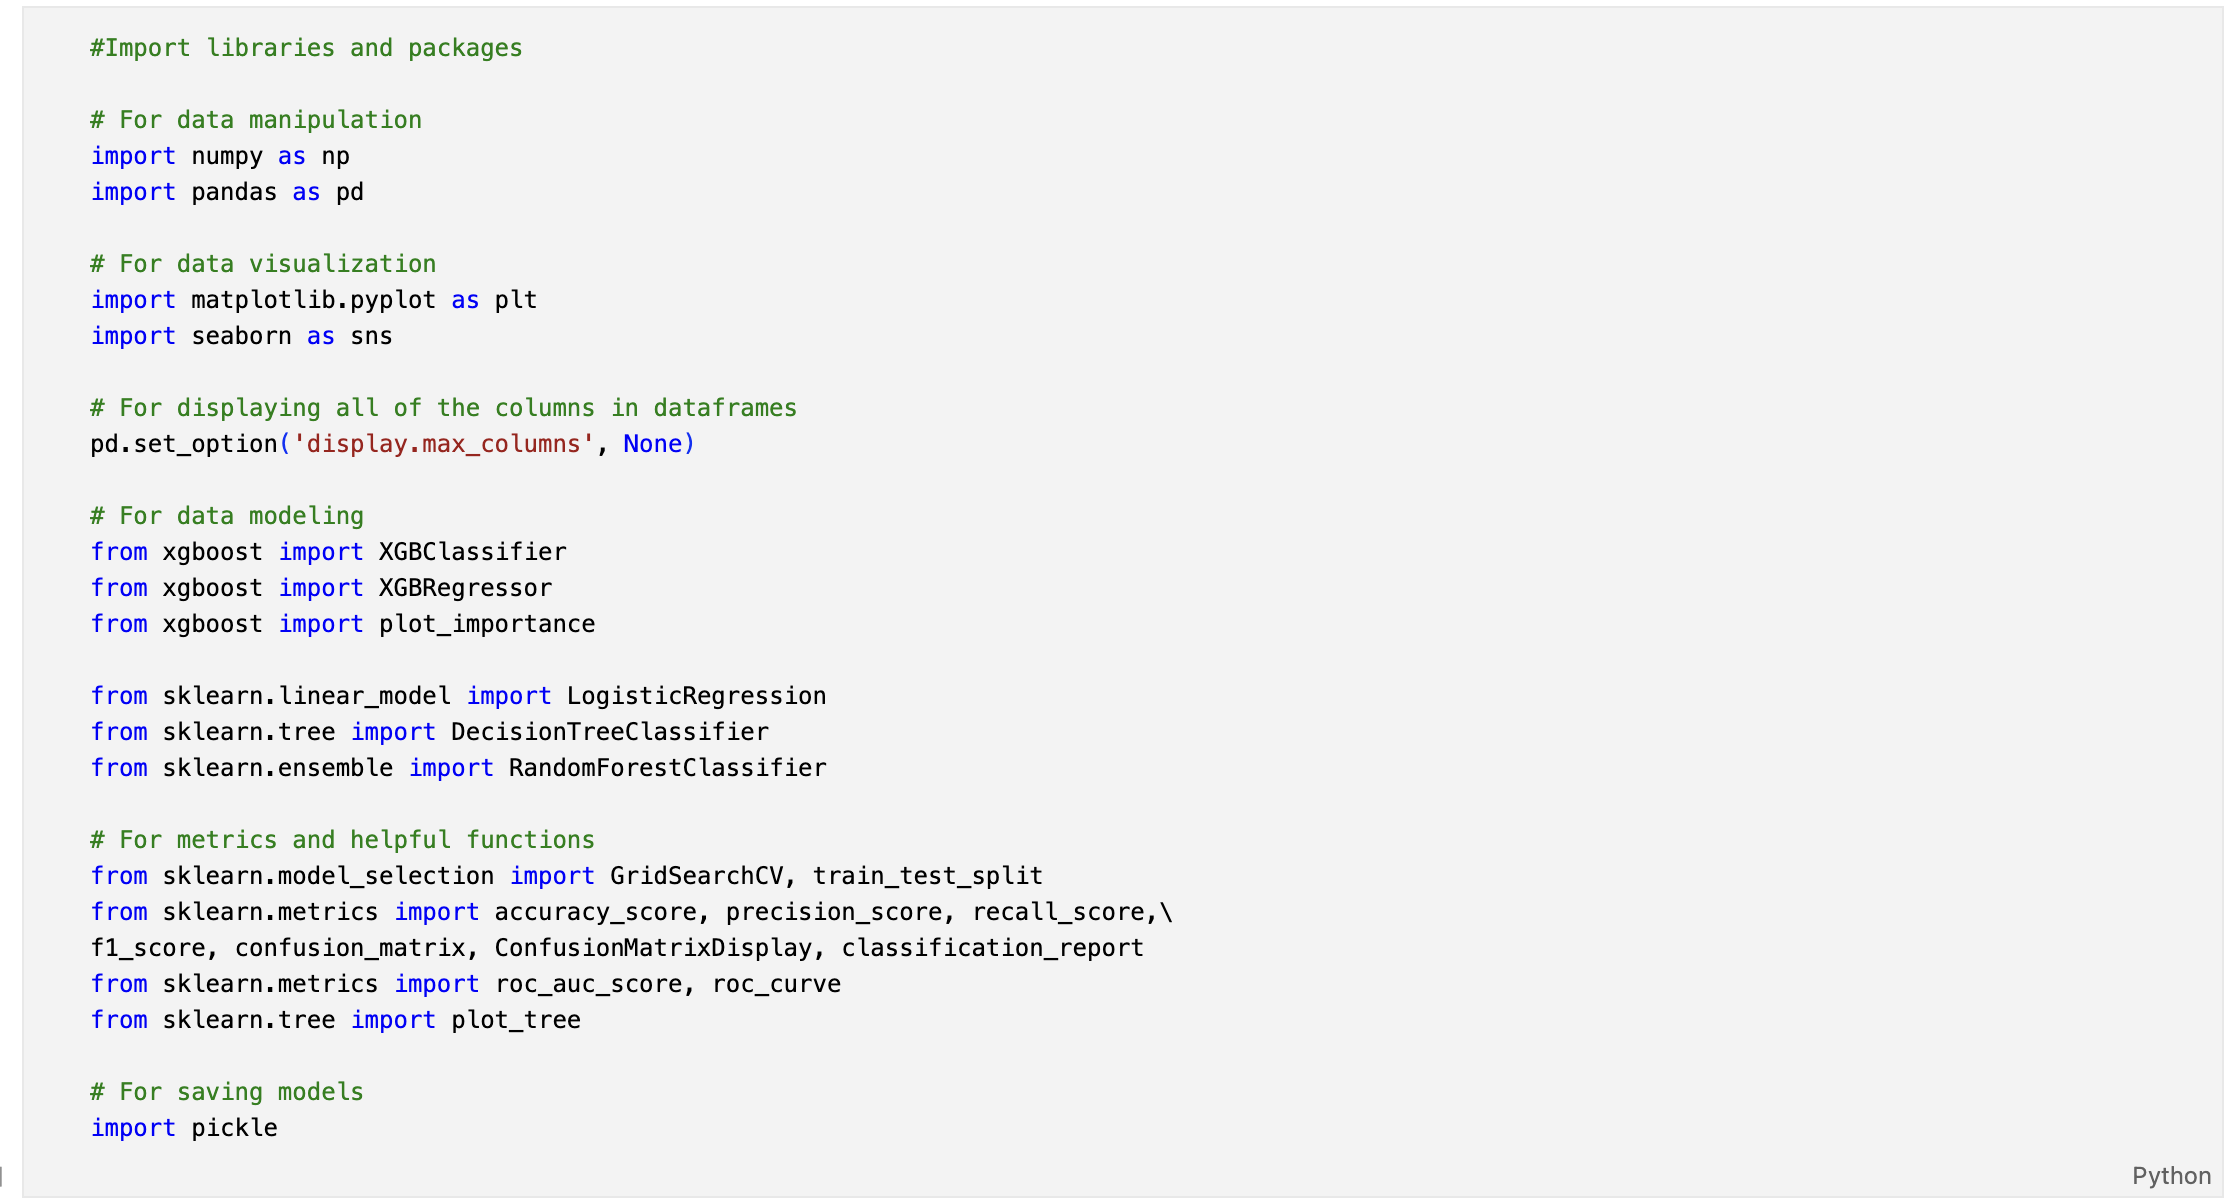 #Import libraries and packages
# For data manipulation
import numpy as np
import pandas as pd
# For data visualization
import matplotlib.pyplot as plt
import seaborn as sns
# For displaying all of the columns in dataframes
pd.set_option('display.max_columns', None)
# For data modeling
from xgboost import XGBClassifier
from xgboost import XGBRegressor
from xgboost import plot_importance
from sklearn.linear_model import LogisticRegression
from sklearn.tree import DecisionTreeClassifier
from sklearn.ensemble import RandomForestClassifier
# For metrics and helpful functions
from sklearn.model_selection import GridSearchCV, train_test_split
from sklearn.metrics import accuracy_score, precision_score, recall_score,\
f1_score, confusion_matrix, ConfusionMatrixDisplay, classification_report
from sklearn.metrics import roc_auc_score, roc_curve
from sklearn.tree import plot_tree
# For saving models
import pickle
Python